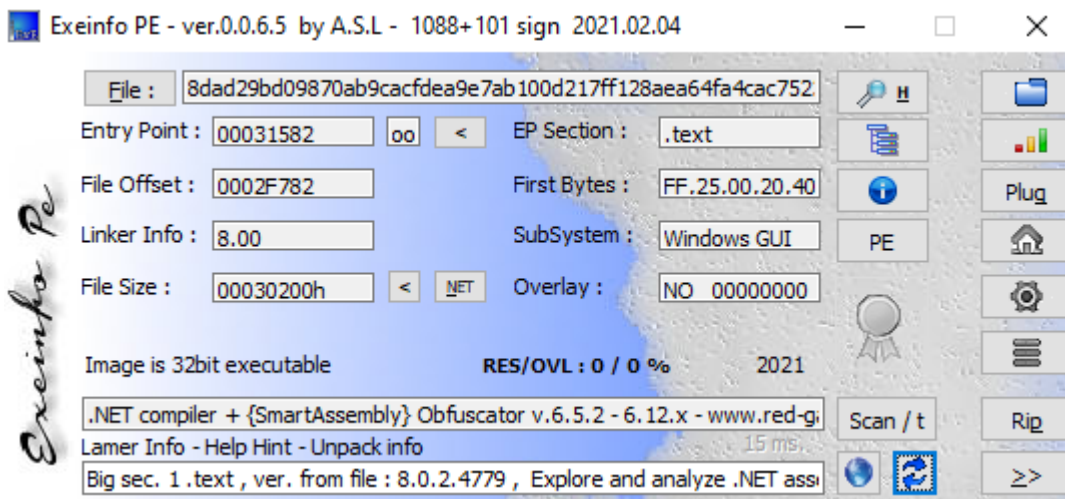 Exeinfo PE - ver.0.0.6.5 by A.S.L - 1088+101 sign 2021.02.04
File : 8dad29bd09870ab9cacfdea9e7ab100d217ff128aea64fa4cac752 H
Entry Point : 00031582 oo < EP Section : .text
File Offset : 0002F782 First Bytes : FF.25.00.20.40 Plug
Linker Info : 8.00 SubSystem : Windows GUI PE
File Size : 00030200h < NET Overlay : NO 00000000
Image is 32bit executable RES/OVL : 0 / 0 % 2021
.NET compiler + {SmartAssembly} Obfuscator v.6.5.2 - 6.12.x - www.red-ga Scan / t Rip
Lamer Info - Help Hint - Unpack info 15 ms.
Big sec. 1 .text , ver. from file : 8.0.2.4779 , Explore and analyze .NET ass >>
Exeinfo Pe